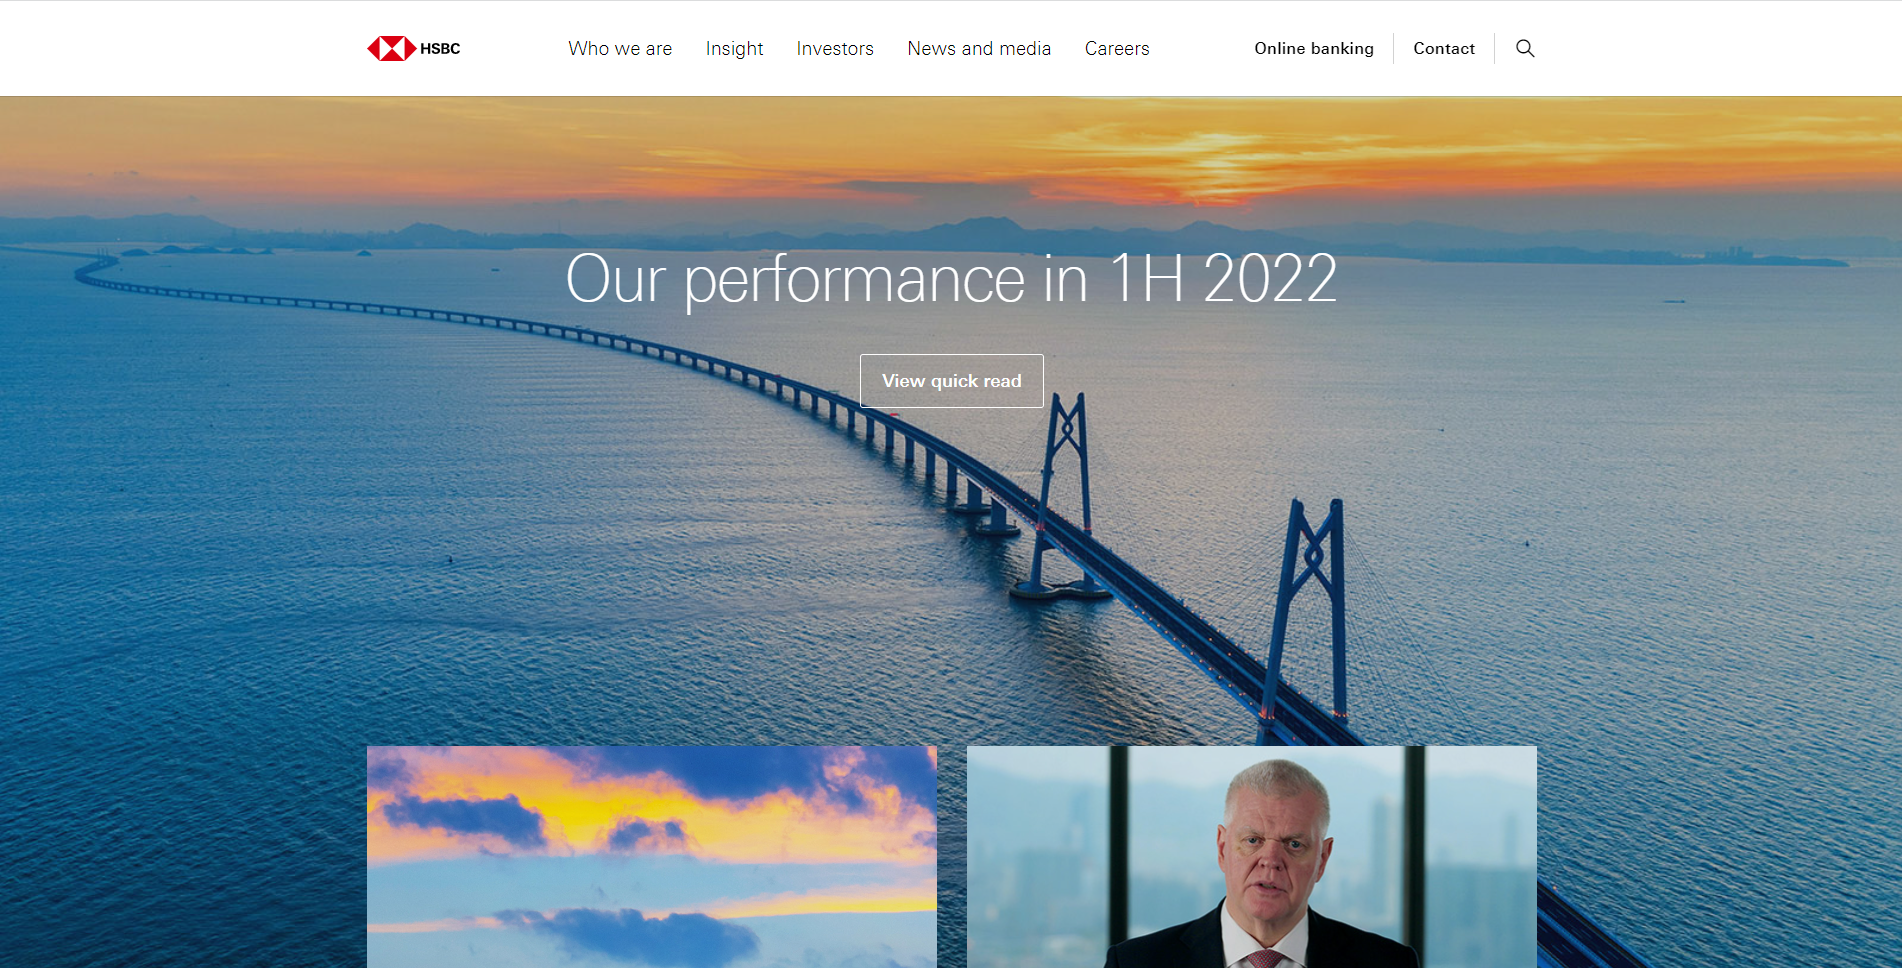 HSBC
Who we are
Insight
Investors
News and media
Careers
Online banking
Contact
Our performance in 1H 2022
View quick read